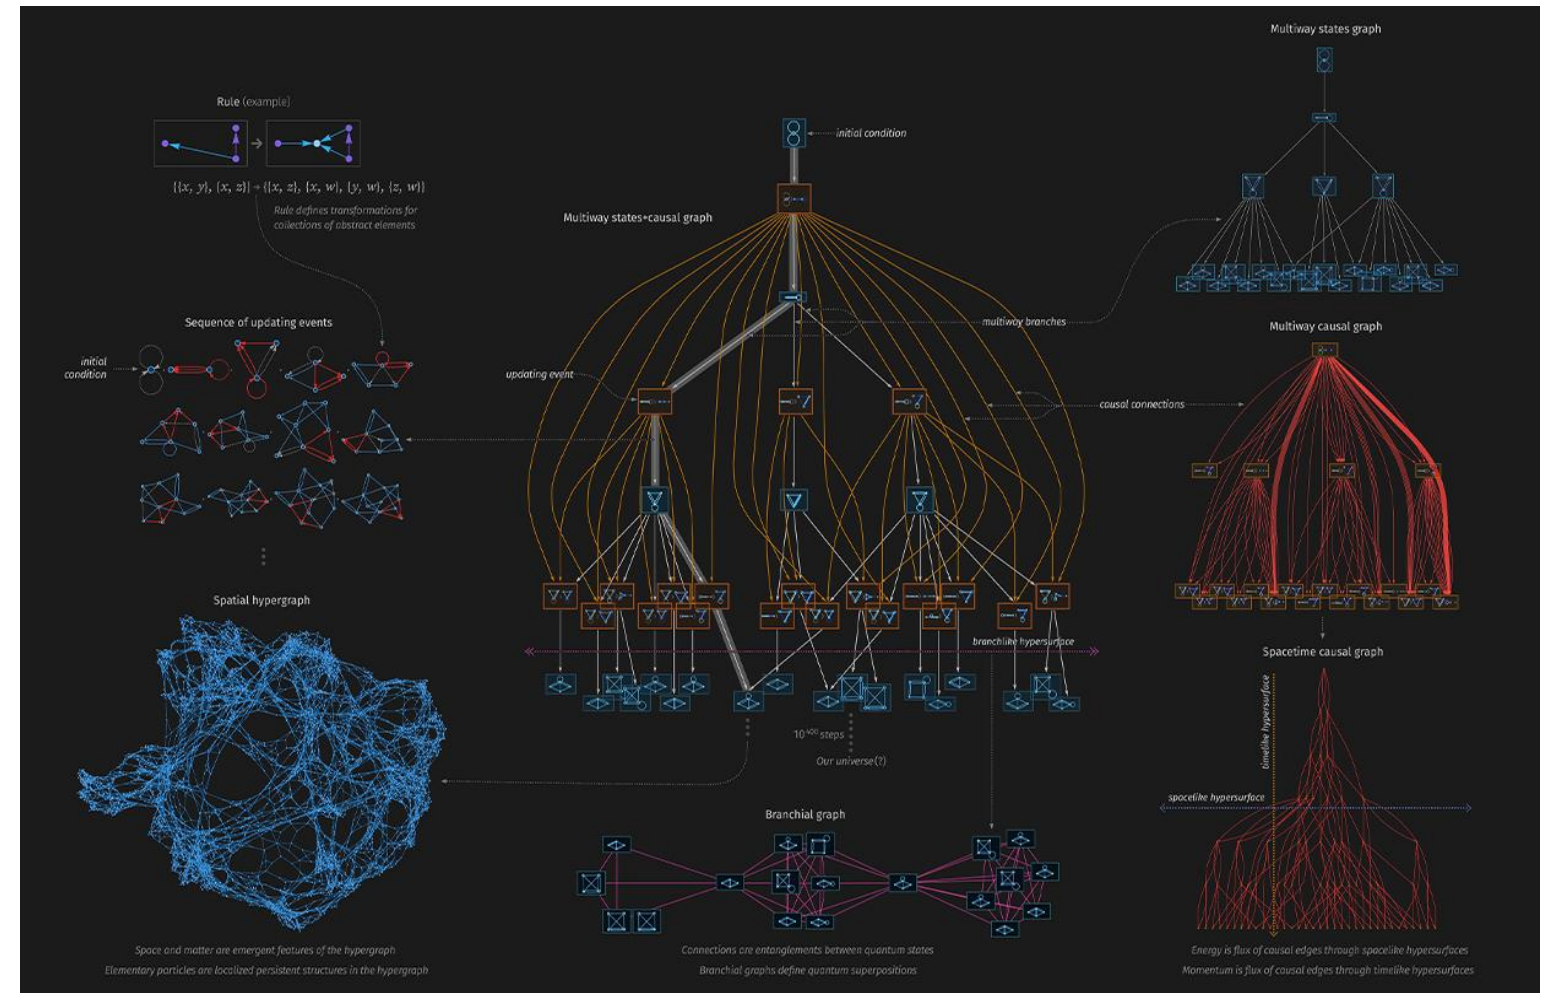 Multiway states graph
Rule (example)
{{x, y}, {x, z}} → {{x, z}, {x, w}, {y, w}, {z, w}}
Rule defines transformations for
collections of abstract elements
initial condition
Multiway states+causal graph
multiway branches
Sequence of updating events
initial
condition
updating event
causal connections
Multiway causal graph
Spatial hypergraph
branchlike hypersurface
10⁴⁰⁰ steps
Our universe(?)
Spacetime causal graph
timelike hypersurface
spacelike hypersurface
Branchial graph
Space and matter are emergent features of the hypergraph
Elementary particles are localized persistent structures in the hypergraph
Connections are entanglements between quantum states
Branchial graphs define quantum superpositions
Energy is flux of causal edges through spacelike hypersurfaces
Momentum is flux of causal edges through timelike hypersurfaces